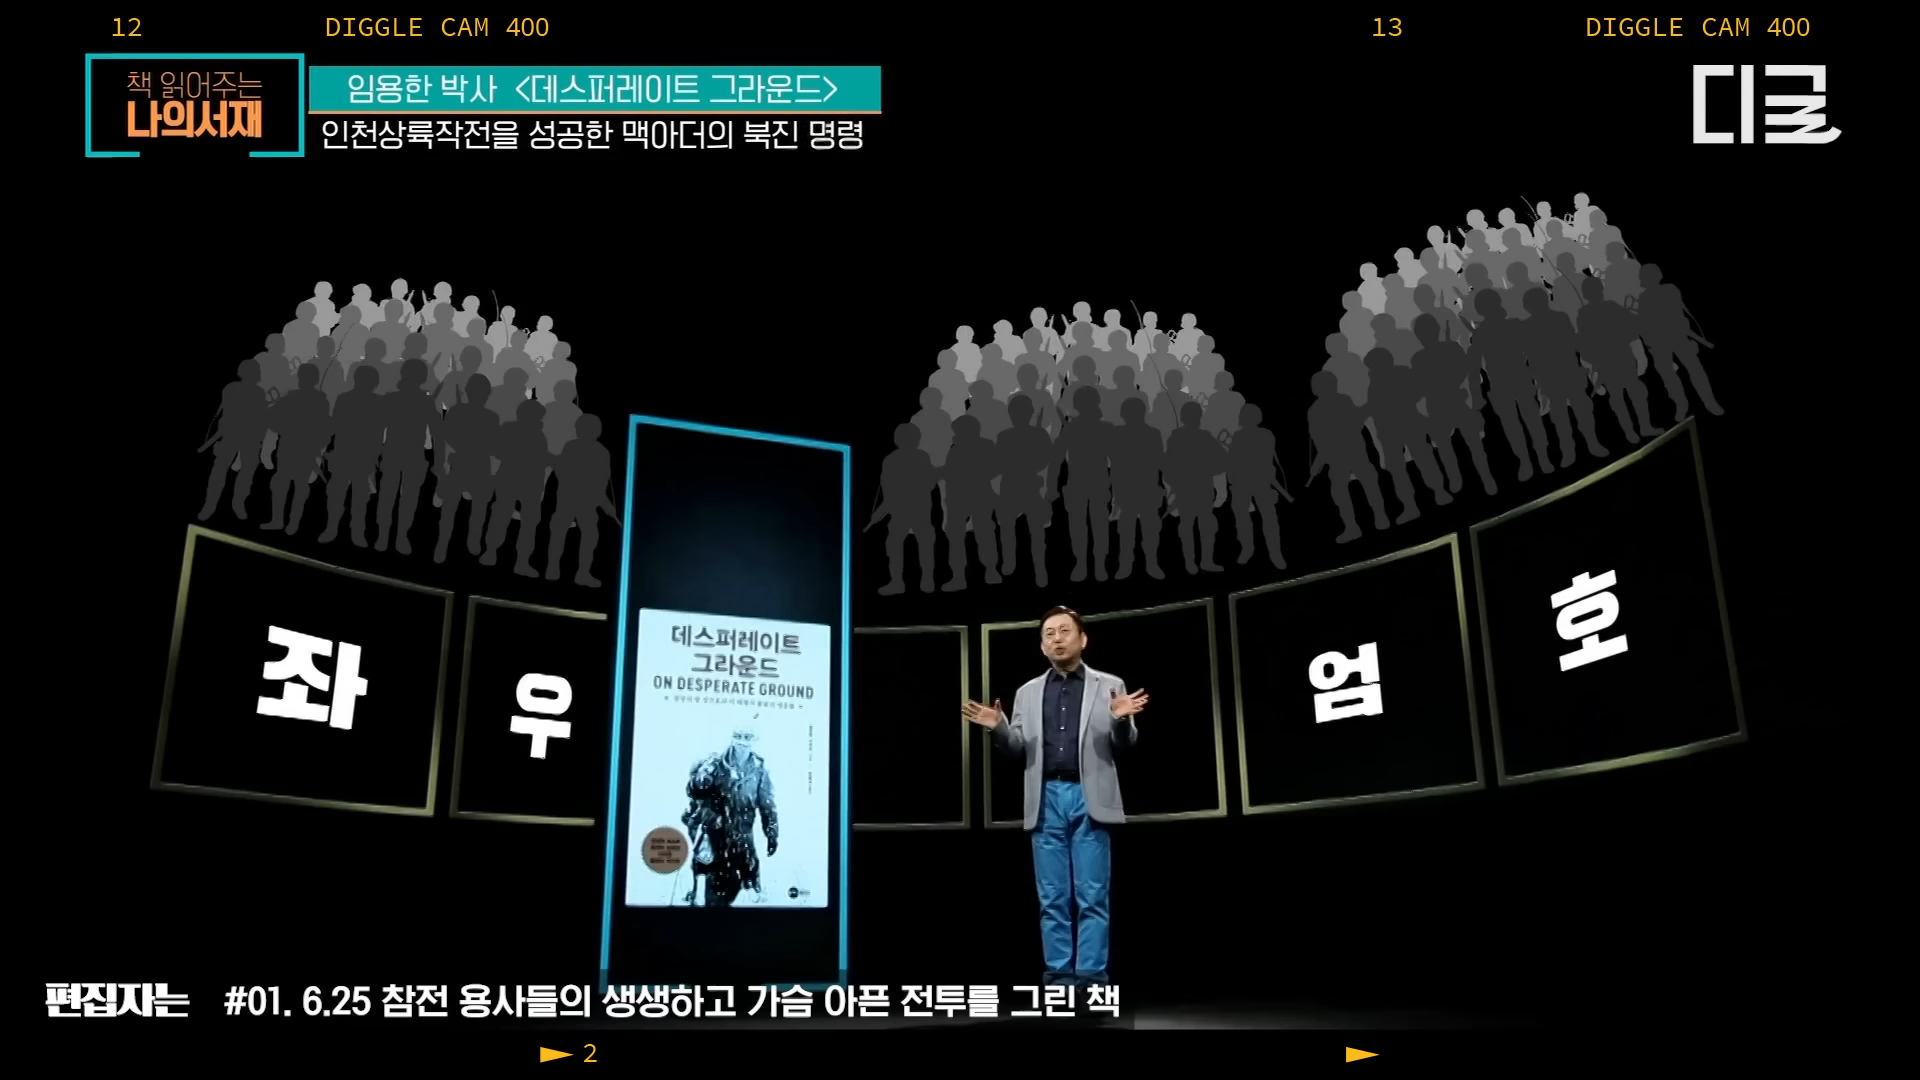 12
DIGGLE CAM 400
13
DIGGLE CAM 400
책 읽어주는
나의서재
임용한 박사 <데스퍼레이트 그라운드>
인천상륙작전을 성공한 맥아더의 북진 명령
디글
좌
우
엄
호
데스퍼레이트
그라운드
ON DESPERATE GROUND
편집자는
#01. 6.25 참전 용사들의 생생하고 가슴 아픈 전투를 그린 책
2